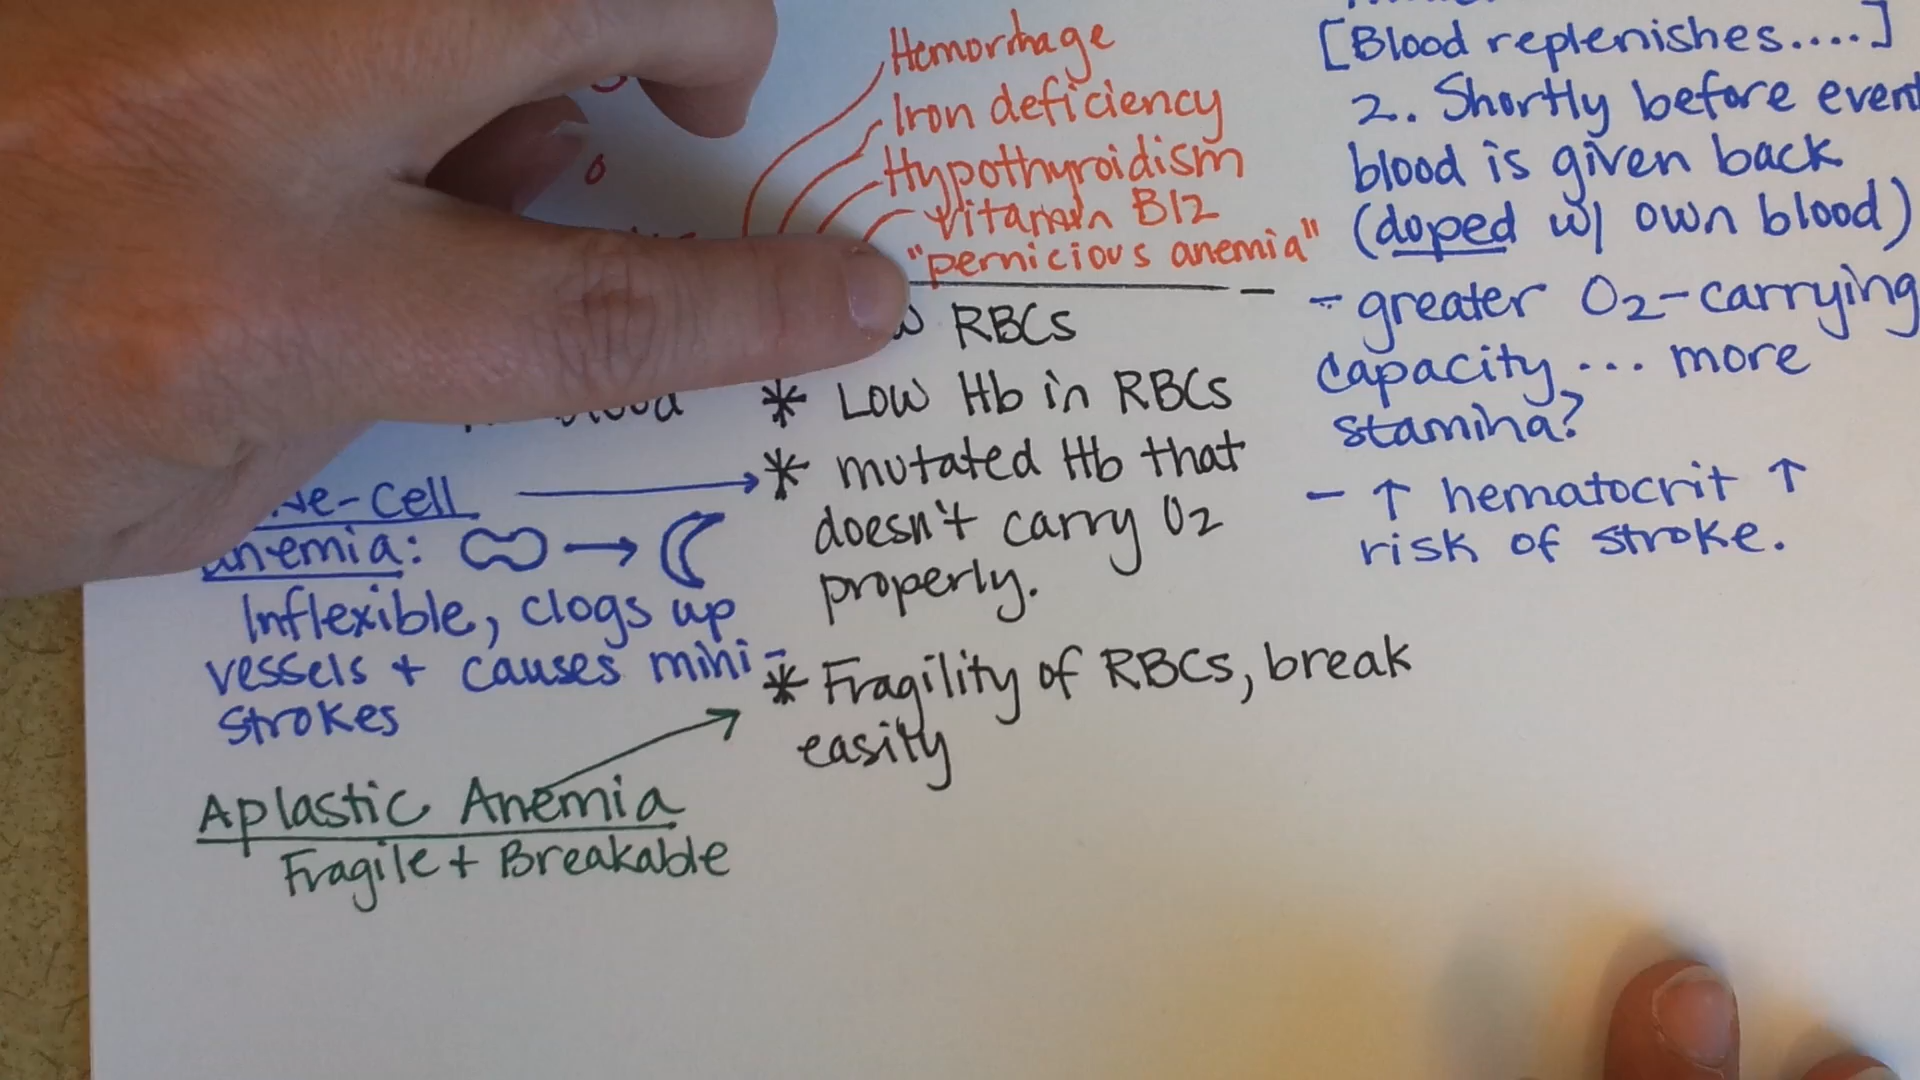 Hemorrhage
Iron deficiency
Hypothyroidism
Vitamin B12
"pernicious anemia"
RBCs
* Low Hb in RBCs
* mutated Hb that
doesn't carry O2
properly.
* Fragility of RBCs, break
easily
-cell
anemia:
Inflexible, clogs up
vessels + causes mini-
strokes
Aplastic Anemia
Fragile + Breakable
[Blood replenishes....]
2. Shortly before event
blood is given back
(doped w/ own blood)
- greater O2-carrying
capacity... more
stamina?
- ↑ hematocrit ↑
risk of stroke.